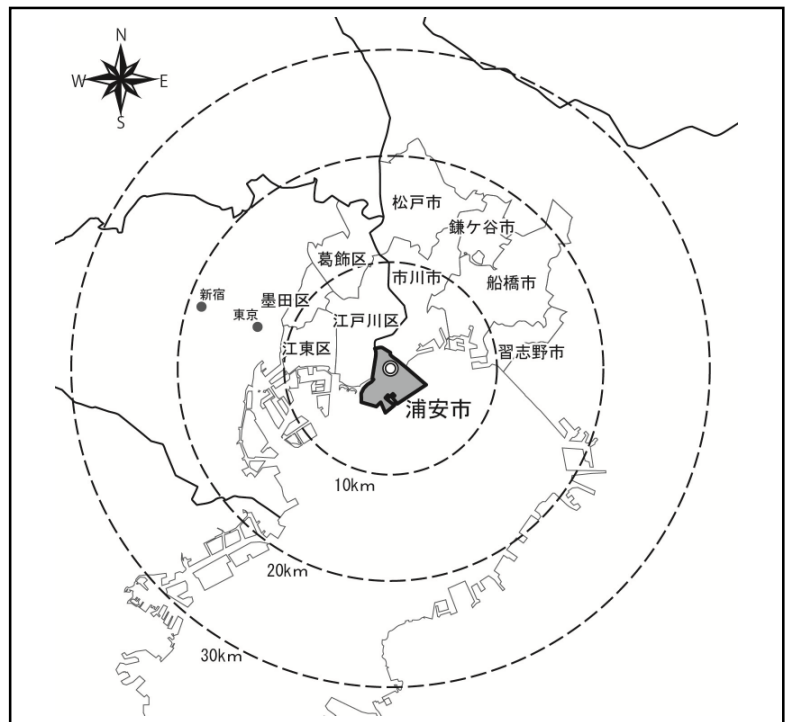 N
W
E
S
松戸市
鎌ケ谷市
葛飾区
市川市
船橋市
新宿
墨田区
東京
江戸川区
江東区
習志野市
浦安市
10km
20km
30km